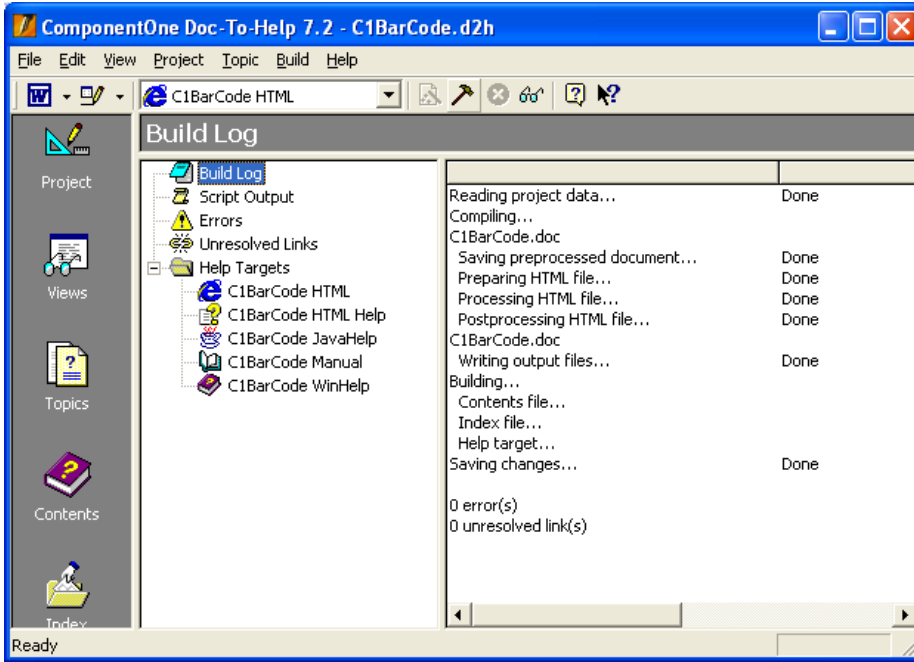 ComponentOne Doc-To-Help 7.2 - C1BarCode.d2h
File Edit View Project Topic Build Help
C1BarCode HTML
Build Log
Project
Views
Topics
Contents
Index
Build Log
Script Output
Errors
Unresolved Links
Help Targets
C1BarCode HTML
C1BarCode HTML Help
C1BarCode JavaHelp
C1BarCode Manual
C1BarCode WinHelp
Reading project data... Done
Compiling...
C1BarCode.doc
Saving preprocessed document... Done
Preparing HTML file... Done
Processing HTML file... Done
Postprocessing HTML file... Done
C1BarCode.doc
Writing output files... Done
Building...
Contents file...
Index file...
Help target...
Saving changes... Done
0 error(s)
0 unresolved link(s)
Ready